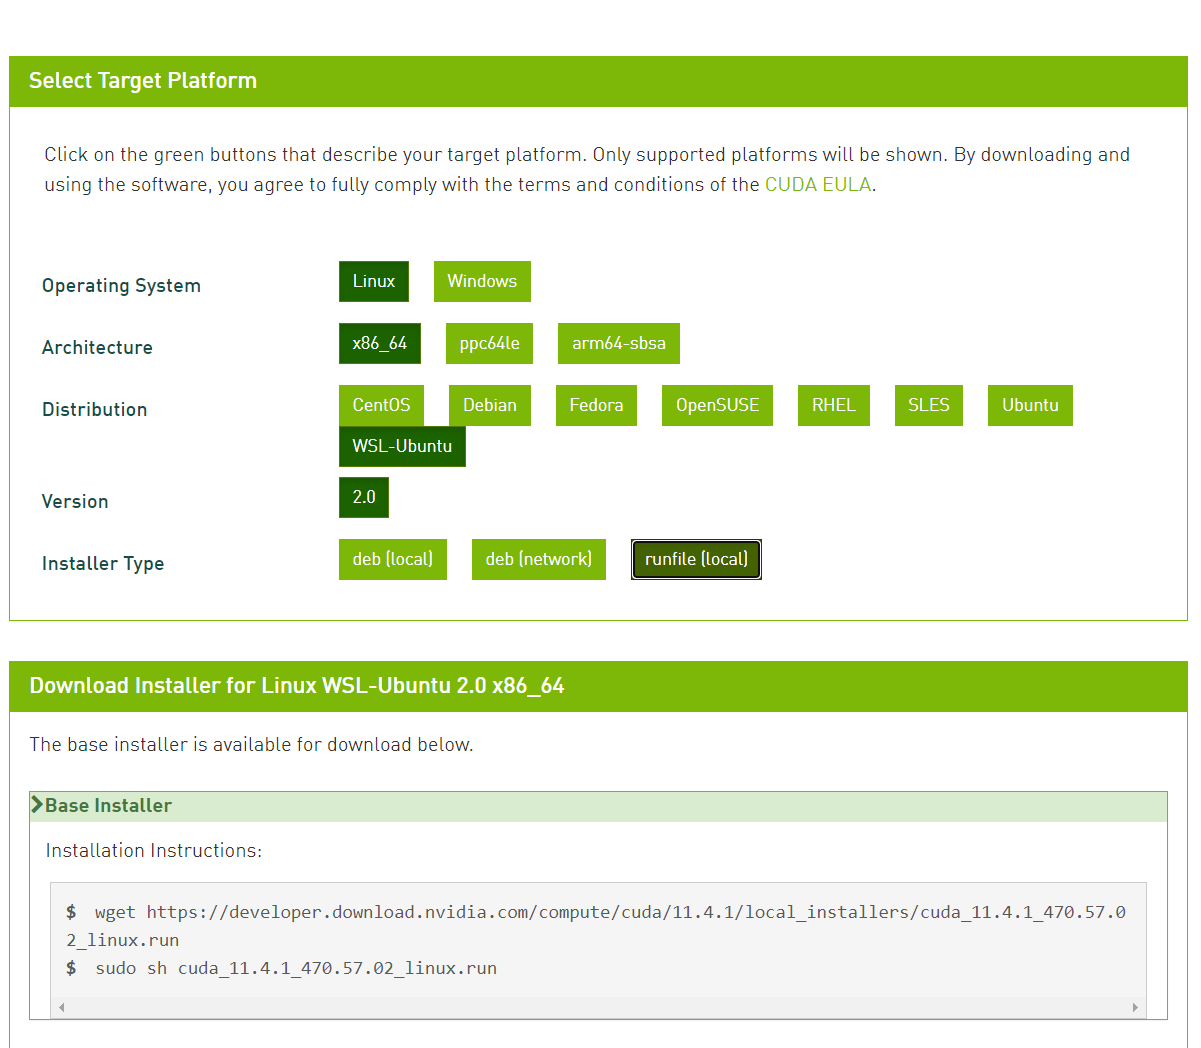 Select Target Platform
Click on the green buttons that describe your target platform. Only supported platforms will be shown. By downloading and
using the software, you agree to fully comply with the terms and conditions of the CUDA EULA.
Operating System Linux Windows
Architecture x86_64 ppc64le arm64-sbsa
Distribution CentOS Debian Fedora OpenSUSE RHEL SLES Ubuntu
WSL-Ubuntu
Version 2.0
Installer Type deb (local) deb (network) runfile (local)
Download Installer for Linux WSL-Ubuntu 2.0 x86_64
The base installer is available for download below.
Base Installer
Installation Instructions:
$ wget https://developer.download.nvidia.com/compute/cuda/11.4.1/local_installers/cuda_11.4.1_470.57.0
2_linux.run
$ sudo sh cuda_11.4.1_470.57.02_linux.run